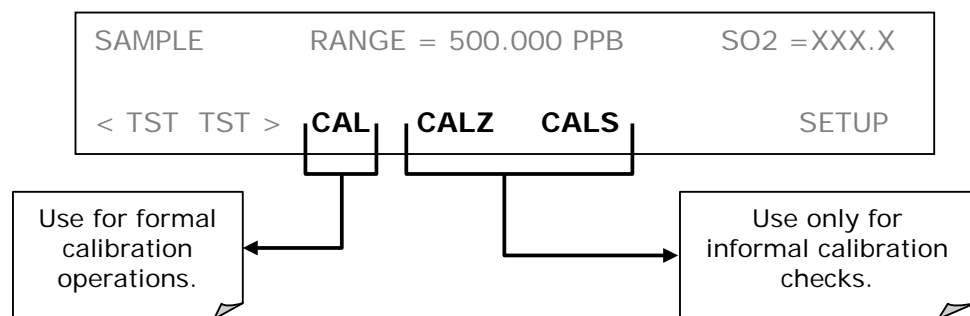 SAMPLE RANGE = 500.000 PPB SO2 =XXX.X
< TST TST > CAL CALZ CALS SETUP
Use for formal
calibration
operations.
Use only for
informal calibration
checks.